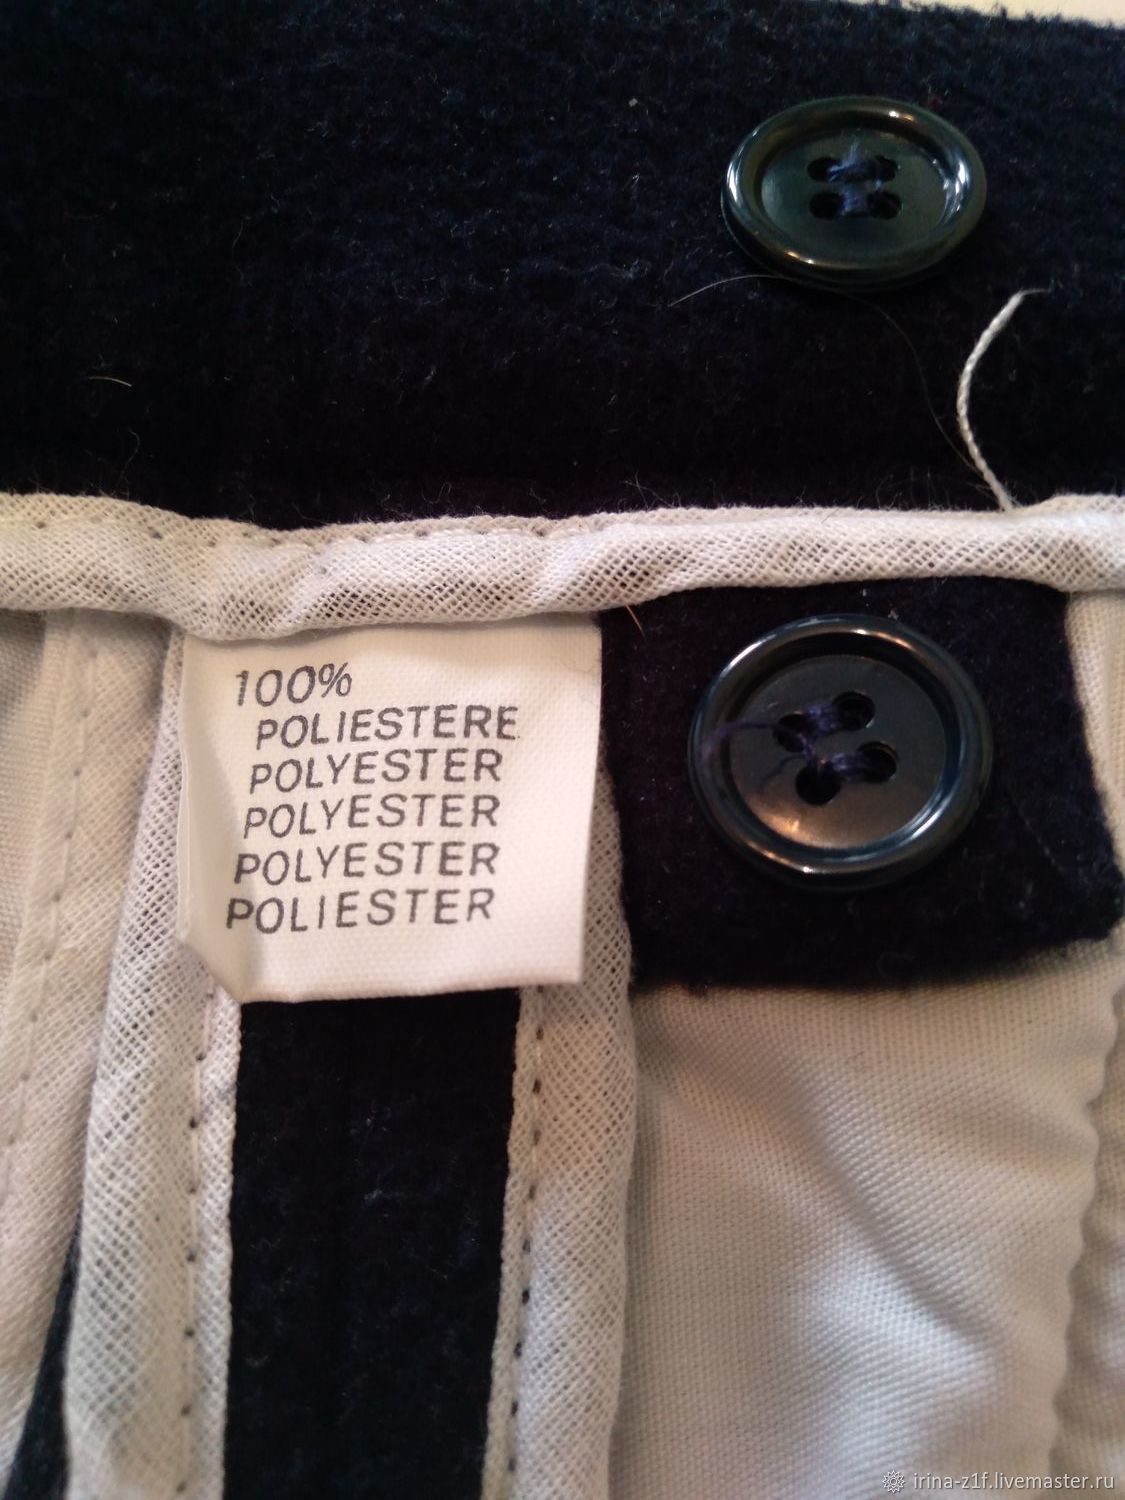 100%
POLIESTERE
POLYESTER
POLYESTER
POLYESTER
POLIESTER
irina-z1f.livemaster.ru